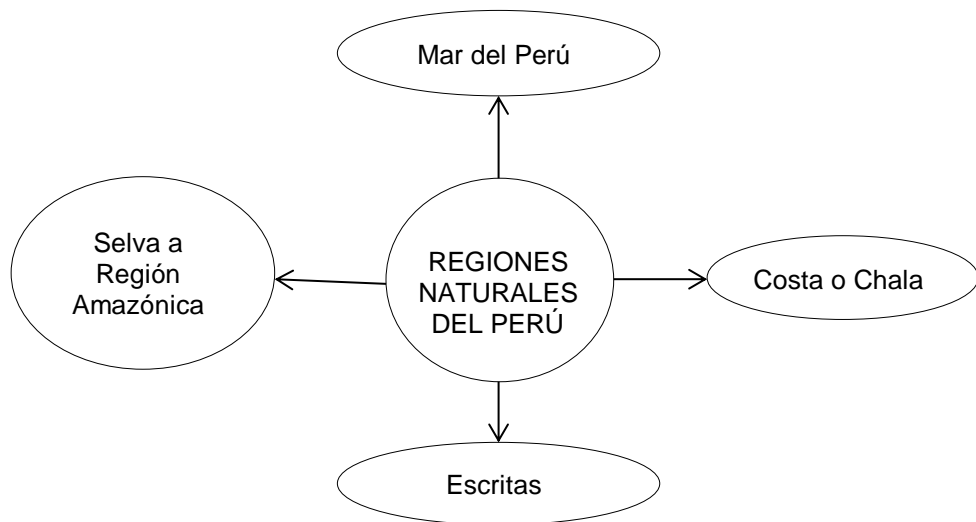 Mar del Perú
Selva a
Región
Amazónica
REGIONES
NATURALES
DEL PERÚ
Costa o Chala
Escritas